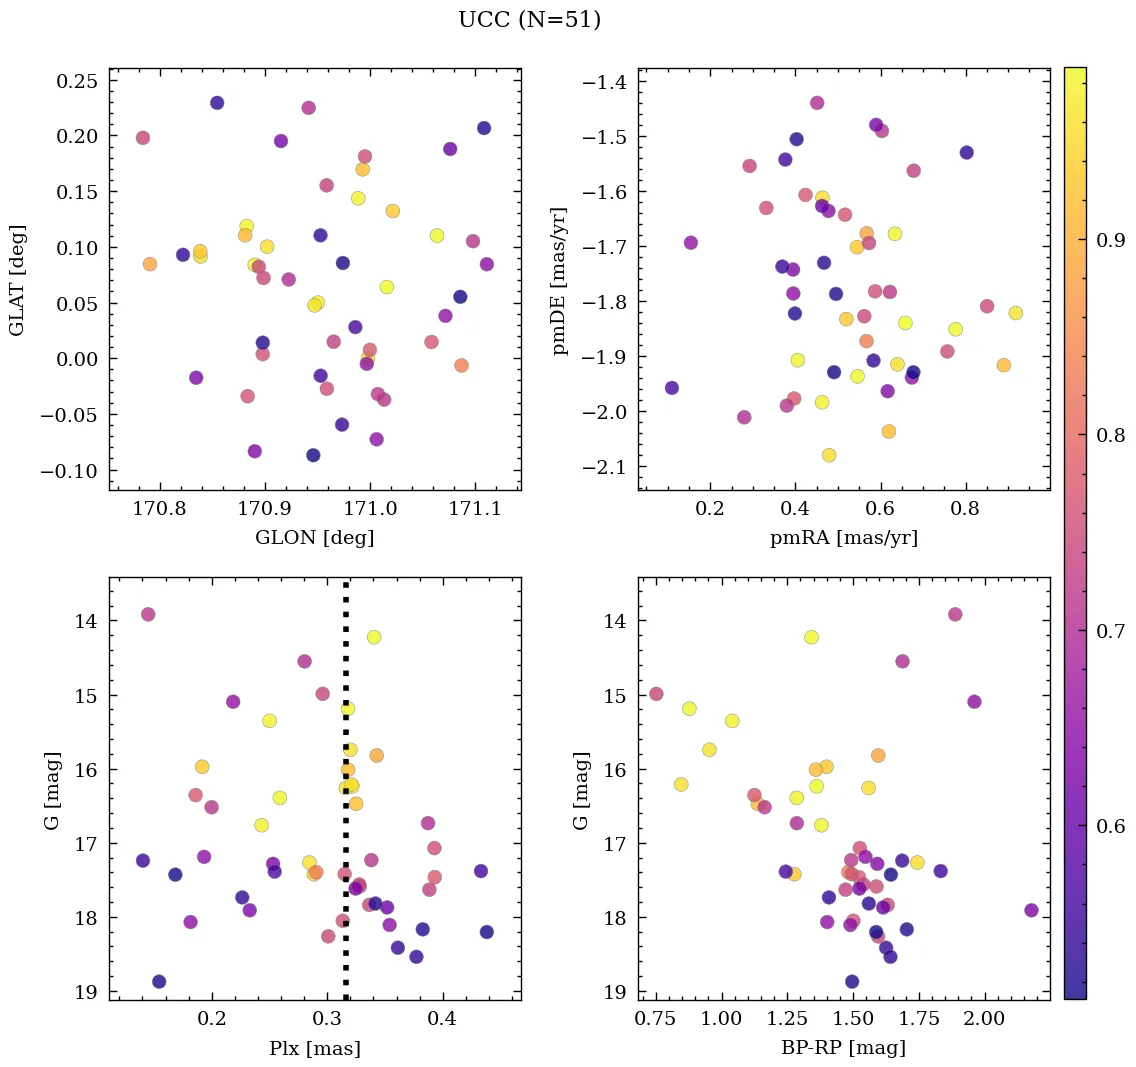 UCC (N=51)
0.25
0.20
0.15
0.10
0.05
0.00
−0.05
−0.10
GLAT [deg]
170.8 170.9 171.0 171.1
GLON [deg]
−1.4
−1.5
−1.6
−1.7
−1.8
−1.9
−2.0
−2.1
pmDE [mas/yr]
0.2 0.4 0.6 0.8
pmRA [mas/yr]
0.9
0.8
0.7
0.6
14
15
16
17
18
19
G [mag]
0.2 0.3 0.4
Plx [mas]
14
15
16
17
18
19
G [mag]
0.75 1.00 1.25 1.50 1.75 2.00
BP-RP [mag]